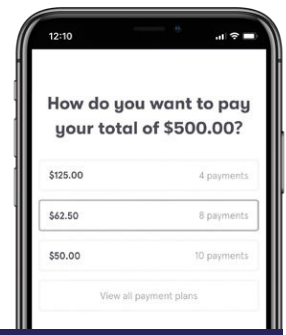 12:10
How do you want to pay
your total of $500.00?
$125.00 4 payments
$62.50 8 payments
$50.00 10 payments
View all payment plans